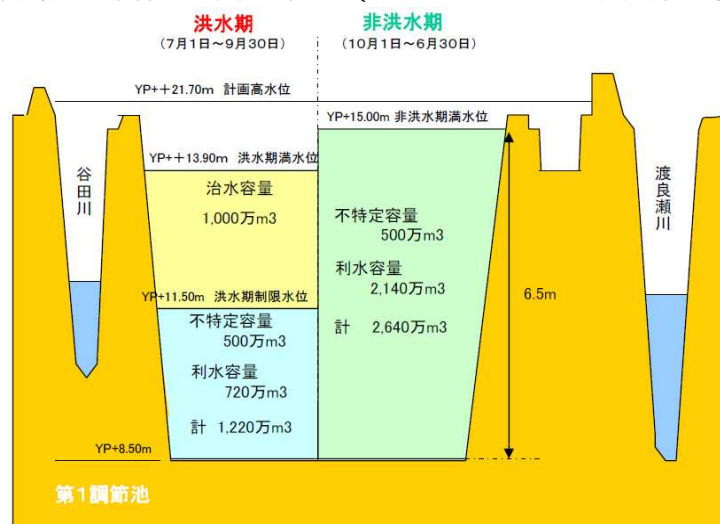 洪水期
(7月1日～9月30日)
非洪水期
(10月1日～6月30日)
YP+＋21.70m 計画高水位
YP+15.00m 非洪水期満水位
YP+＋13.90m 洪水期満水位
谷田川
渡良瀬川
治水容量
1,000万m3
不特定容量
500万m3
利水容量
2,140万m3
計 2,640万m3
6.5m
YP+11.50m 洪水期制限水位
不特定容量
500万m3
利水容量
720万m3
計 1,220万m3
YP+8.50m
第1調節池